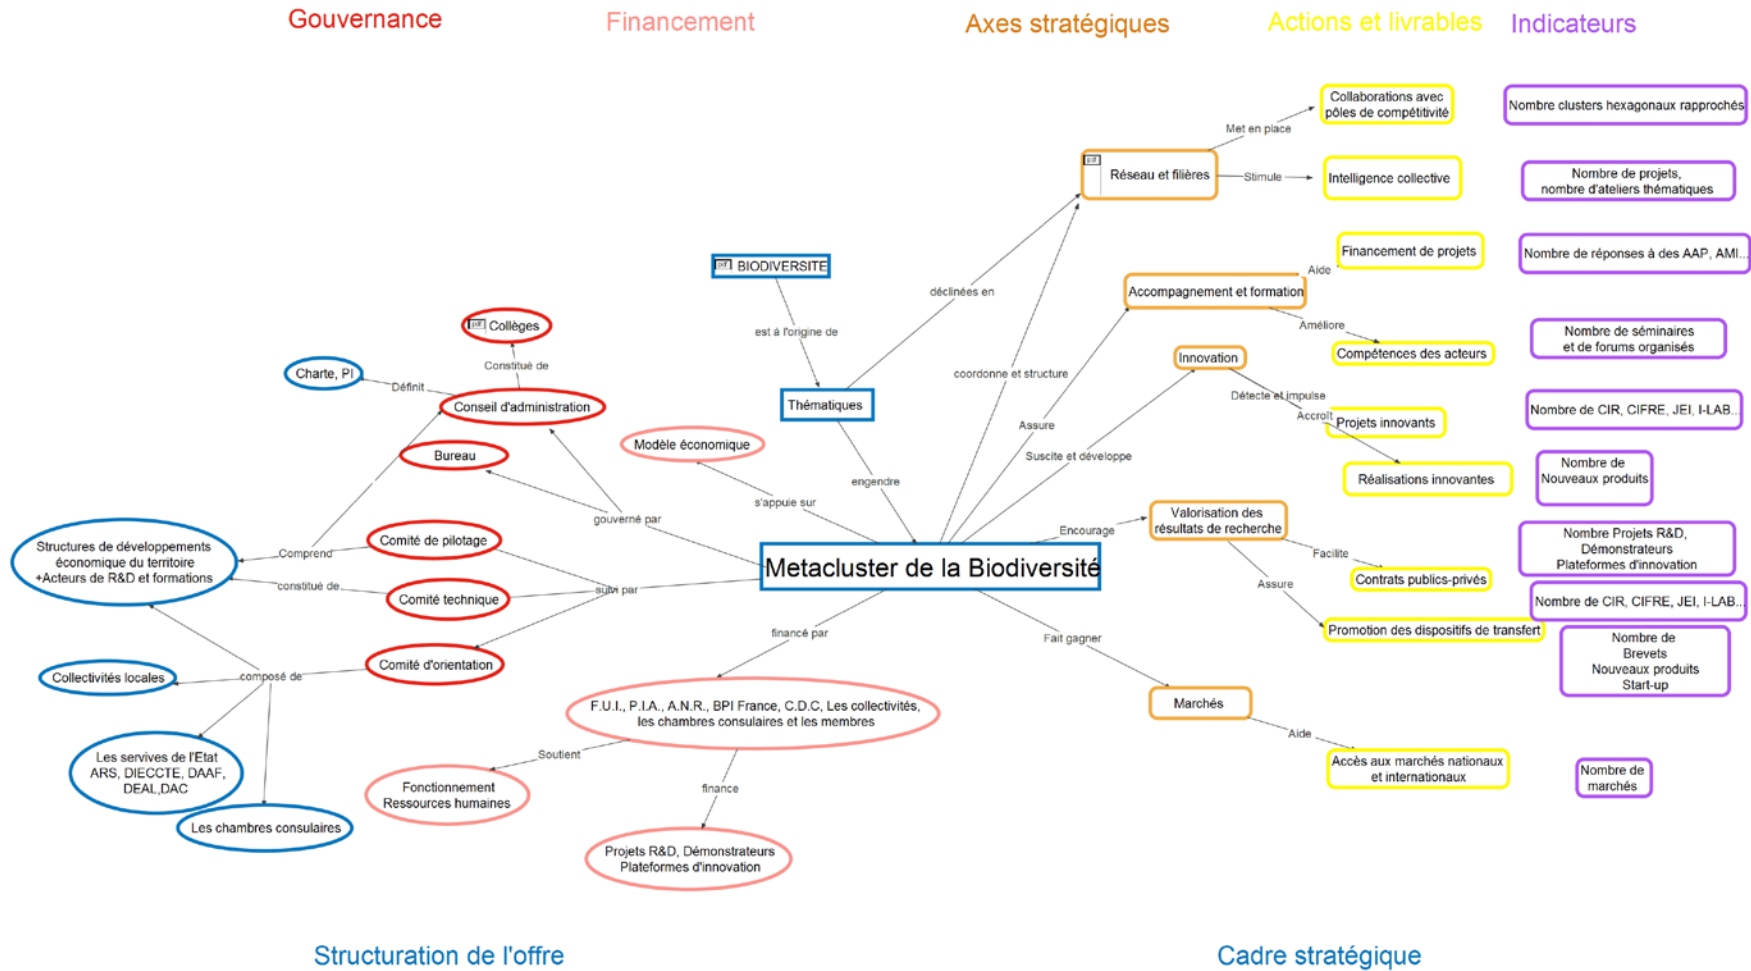 Gouvernance
Financement
Axes stratégiques
Actions et livrables
Indicateurs
Collaborations avec
pôles de compétitivité
Nombre clusters hexagonaux rapprochés
Met en place
pdf
Réseau et filières
Stimule
Intelligence collective
Nombre de projets,
nombre d'ateliers thématiques
Financement de projets
Nombre de réponses à des AAP, AMI...
pdf BIODIVERSITE
Aide
déclinées en
Accompagnement et formation
pdf Collèges
est à l'origine de
Améliore
Nombre de séminaires
et de forums organisés
Innovation
Compétences des acteurs
Constitué de
Charte, PI
Définit
coordonne et structure
Thématiques
Conseil d'administration
Détecte et impulse
Accroît
Nombre de CIR, CIFRE, JEI, I-LAB...
Assure
Projets innovants
Modèle économique
Bureau
Suscite et développe
Nombre de
Nouveaux produits
engendre
Réalisations innovantes
s'appuie sur
gouverné par
Valorisation des
résultats de recherche
Encourage
Comité de pilotage
Structures de développements
économique du territoire
+Acteurs de R&D et formations
Comprend
Metacluster de la Biodiversité
Nombre Projets R&D,
Démonstrateurs
Plateformes d'innovation
Facilite
Contrats publics-privés
constitué de
Comité technique
suivi par
Assure
Nombre de CIR, CIFRE, JEI, I-LAB...
financé par
Fait gagner
Promotion des dispositifs de transfert
Nombre de
Brevets
Nouveaux produits
Start-up
Comité d'orientation
Collectivités locales
composé de
F.U.I., P.I.A., A.N.R., BPI France, C.D.C, Les collectivités,
les chambres consulaires et les membres
Marchés
Aide
Soutient
Les servives de l'Etat
ARS, DIECCTE, DAAF,
DEAL,DAC
Accès aux marchés nationaux
et internationaux
Nombre de
marchés
Fonctionnement
Ressources humaines
finance
Les chambres consulaires
Projets R&D, Démonstrateurs
Plateformes d'innovation
Structuration de l'offre
Cadre stratégique